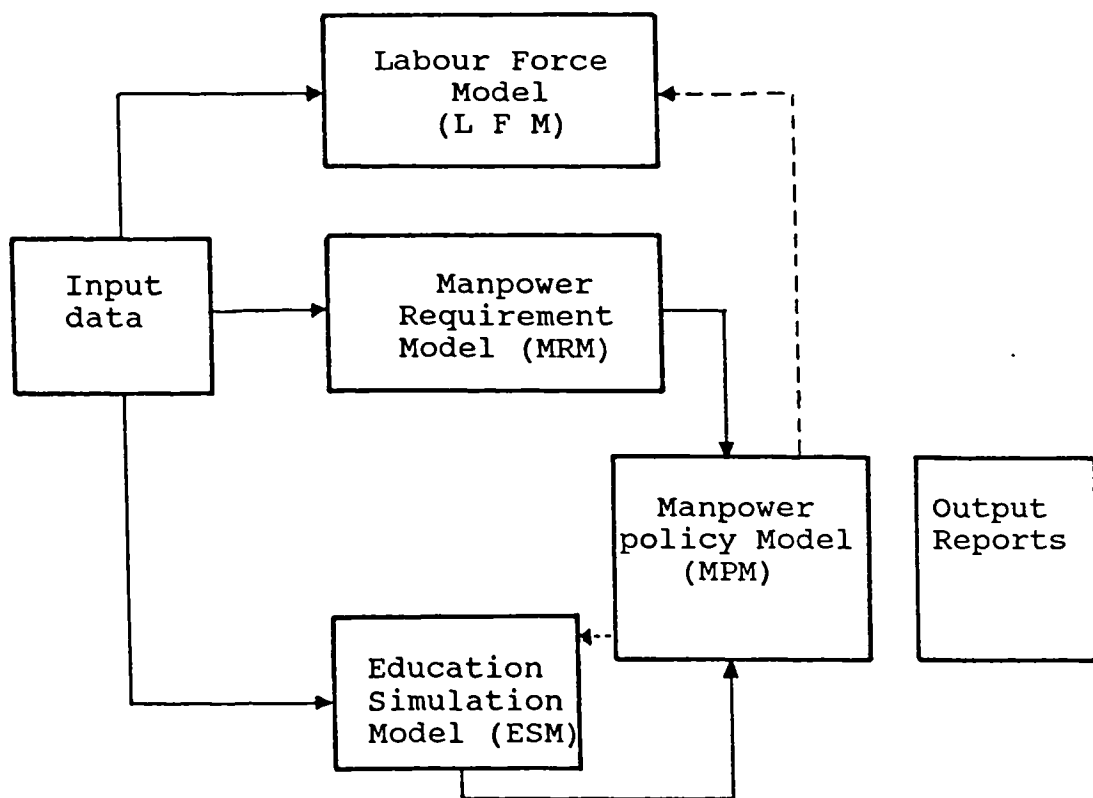 Labour Force
Model
(L F M)
Input
data
Manpower
Requirement
Model (MRM)
Manpower
policy Model
(MPM)
Output
Reports
Education
Simulation
Model (ESM)